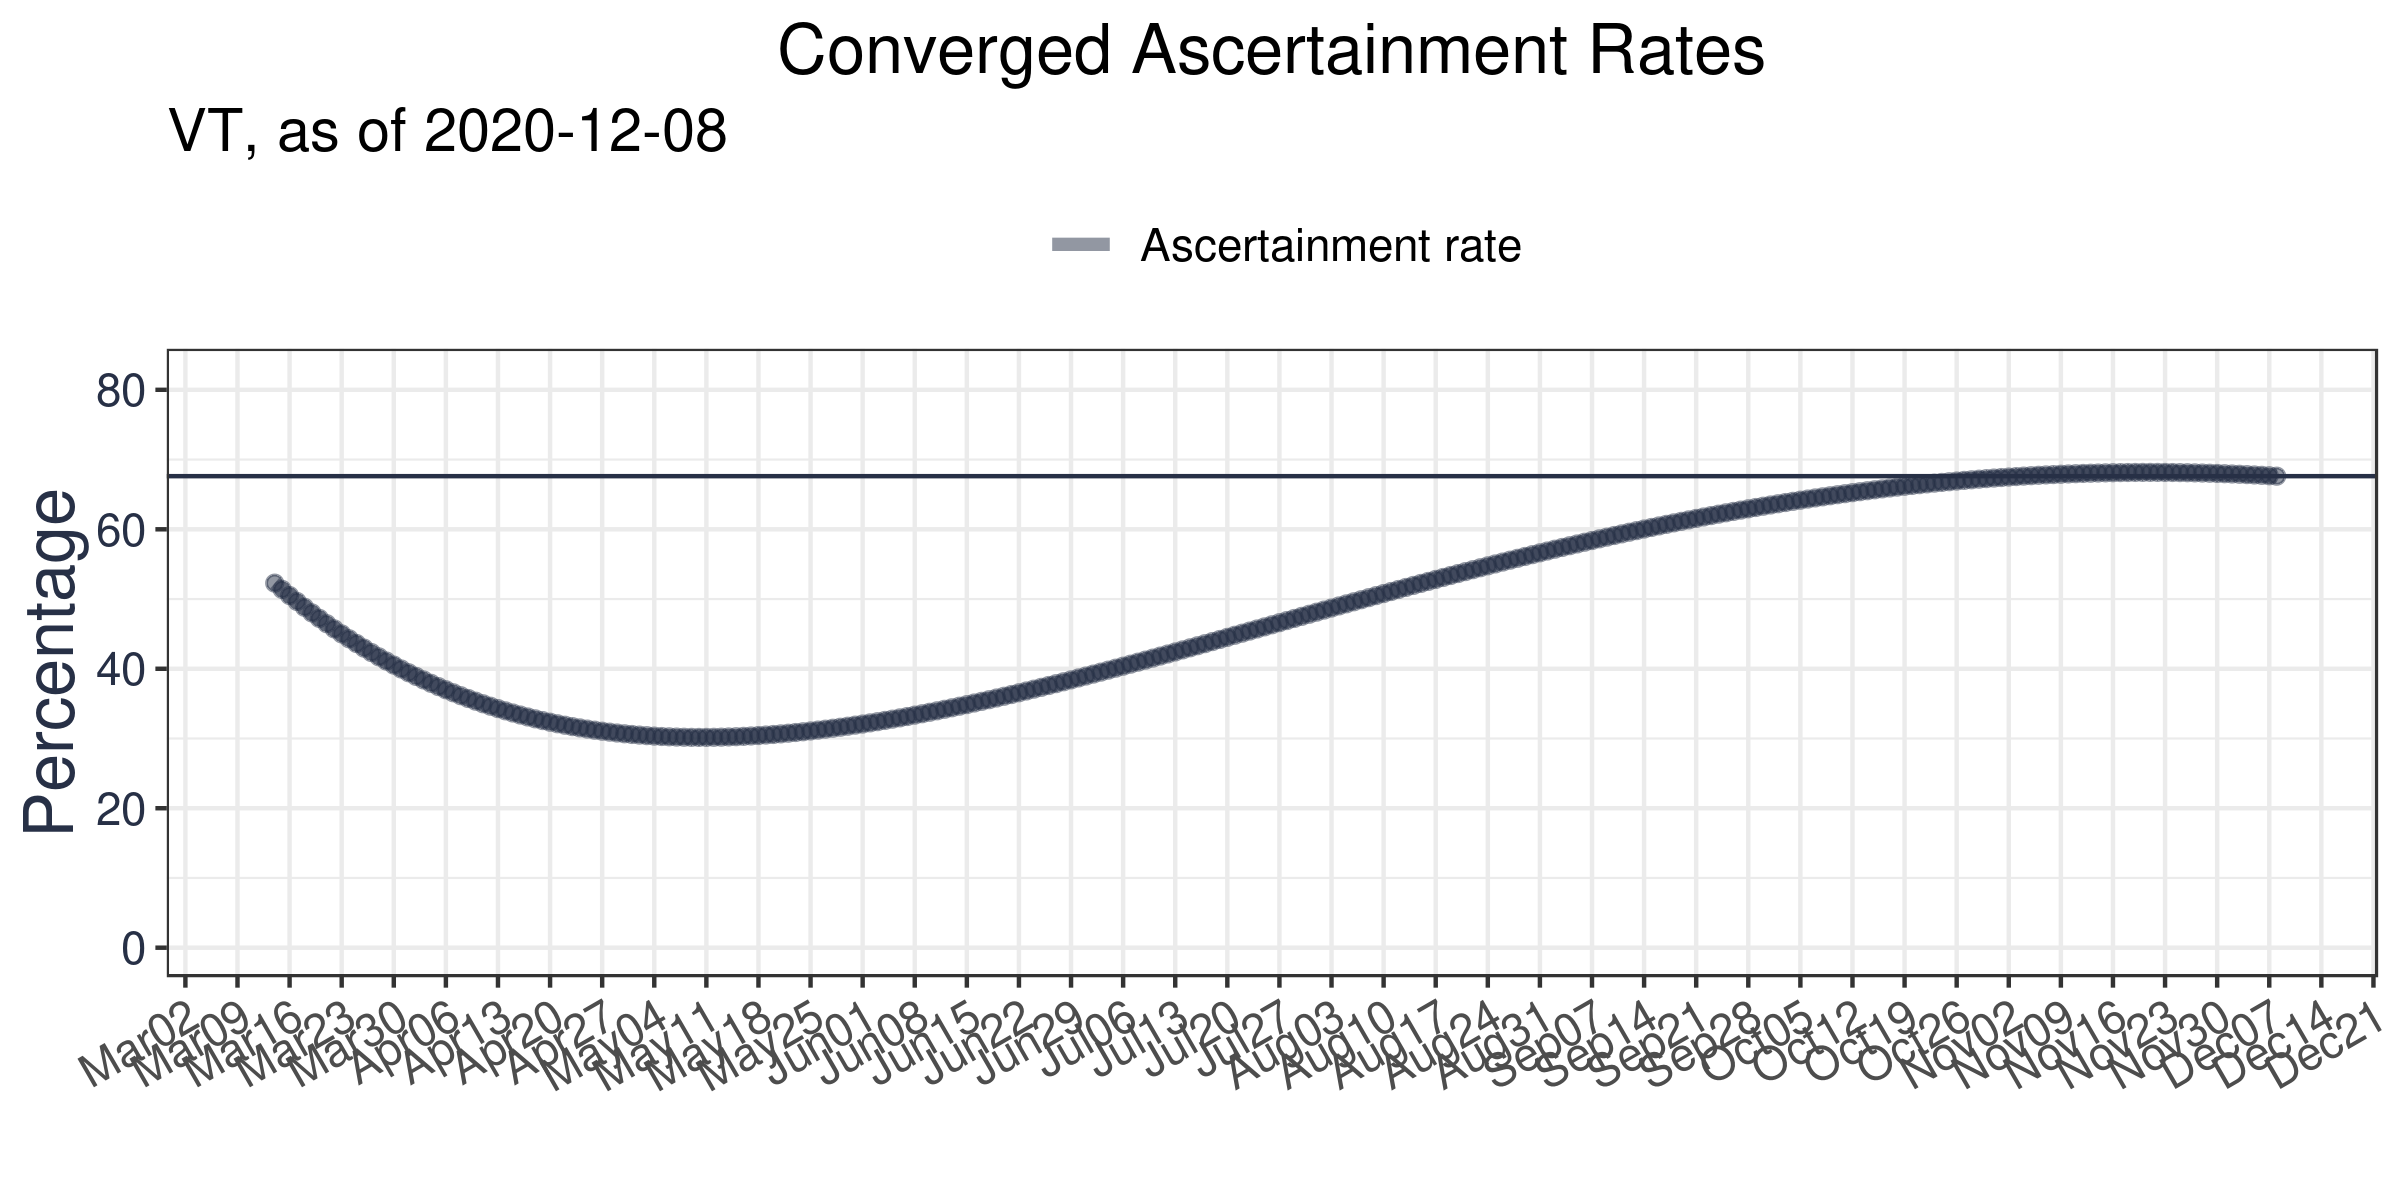 Converged Ascertainment Rates
VT, as of 2020-12-08
Ascertainment rate
Percentage
80
60
40
20
0
Mar02
Mar09
Mar16
Mar23
Mar30
Apr06
Apr13
Apr20
Apr27
May04
May11
May18
May25
Jun01
Jun08
Jun15
Jun22
Jun29
Jul06
Jul13
Jul20
Jul27
Aug03
Aug10
Aug17
Aug24
Aug31
Sep07
Sep14
Sep21
Sep28
Oct05
Oct12
Oct19
Oct26
Nov02
Nov09
Nov16
Nov23
Nov30
Dec07
Dec14
Dec21